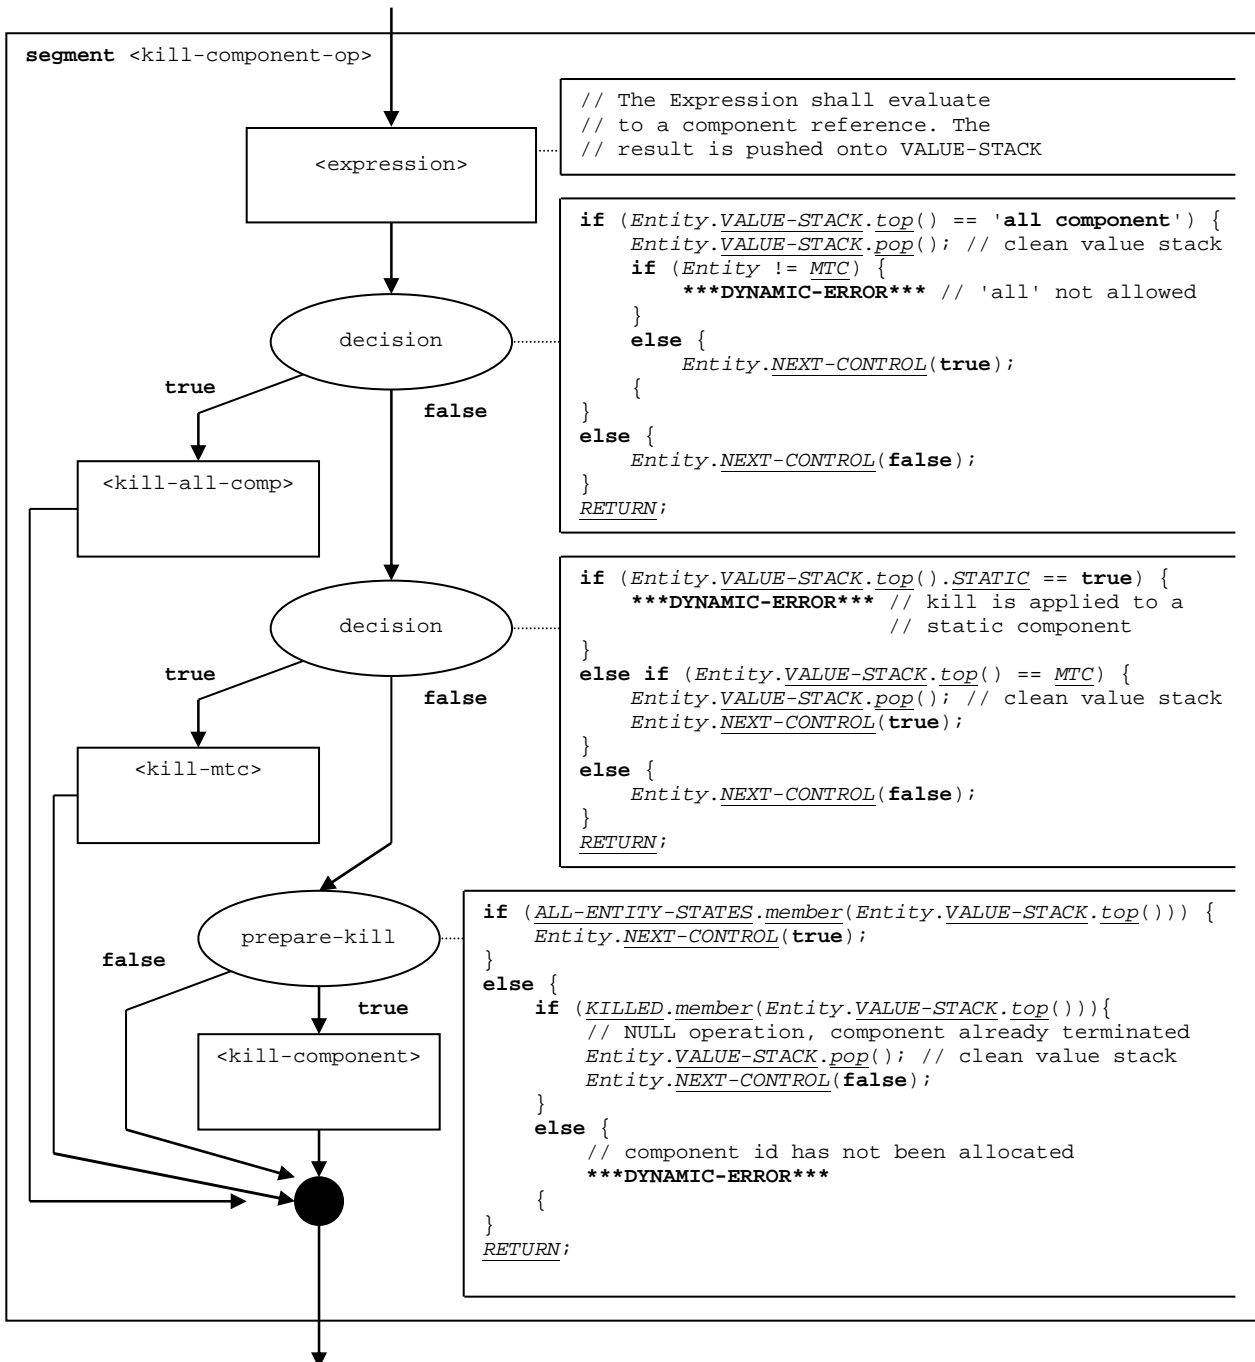 segment <kill-component-op>
// The Expression shall evaluate
// to a component reference. The
// result is pushed onto VALUE-STACK
<expression>
if (Entity.VALUE-STACK.top() == 'all component') {
Entity.VALUE-STACK.pop(); // clean value stack
if (Entity != MTC) {
***DYNAMIC-ERROR*** // 'all' not allowed
}
else {
Entity.NEXT-CONTROL(true);
{
}
else {
Entity.NEXT-CONTROL(false);
}
RETURN;
decision
true
false
<kill-all-comp>
if (Entity.VALUE-STACK.top().STATIC == true) {
***DYNAMIC-ERROR*** // kill is applied to a
// static component
}
else if (Entity.VALUE-STACK.top() == MTC) {
Entity.VALUE-STACK.pop(); // clean value stack
Entity.NEXT-CONTROL(true);
}
else {
Entity.NEXT-CONTROL(false);
}
RETURN;
decision
true
false
<kill-mtc>
if (ALL-ENTITY-STATES.member(Entity.VALUE-STACK.top())) {
Entity.NEXT-CONTROL(true);
}
else {
if (KILLED.member(Entity.VALUE-STACK.top())){
// NULL operation, component already terminated
Entity.VALUE-STACK.pop(); // clean value stack
Entity.NEXT-CONTROL(false);
}
else {
// component id has not been allocated
***DYNAMIC-ERROR***
{
}
RETURN;
prepare-kill
false
true
<kill-component>